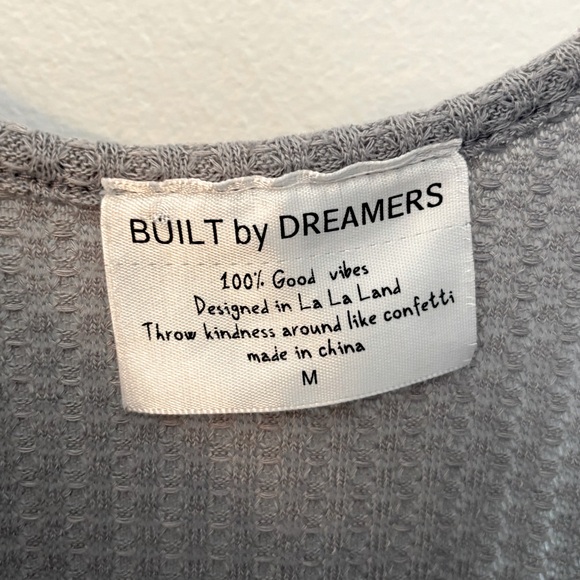 BUILT by DREAMERS
100% Good vibes
Designed in La La Land
Throw kindness around like confetti
made in china
M